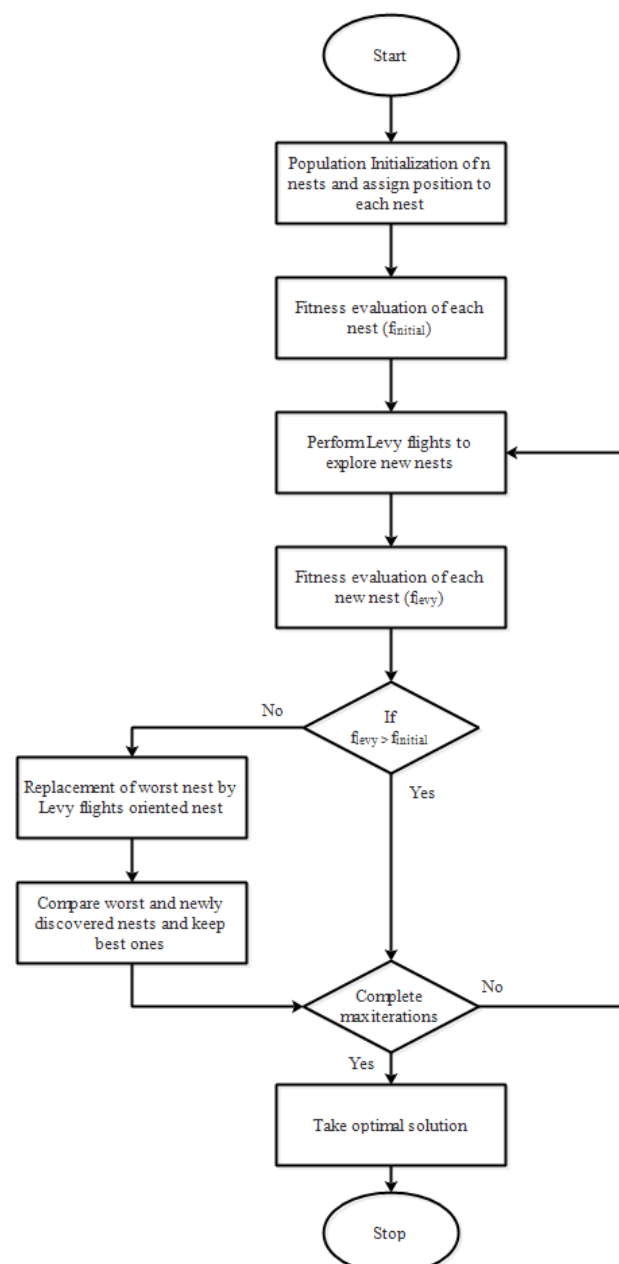 Start
Population Initialization of n
nests and assign position to
each nest
Fitness evaluation of each
nest (finitial)
Perform Levy flights to
explore new nests
Fitness evaluation of each
new nest (flevy)
No
If
flevy > finitial
Yes
Replacement of worst nest by
Levy flights oriented nest
Compare worst and newly
discovered nests and keep
best ones
Complete
max iterations
No
Yes
Take optimal solution
Stop